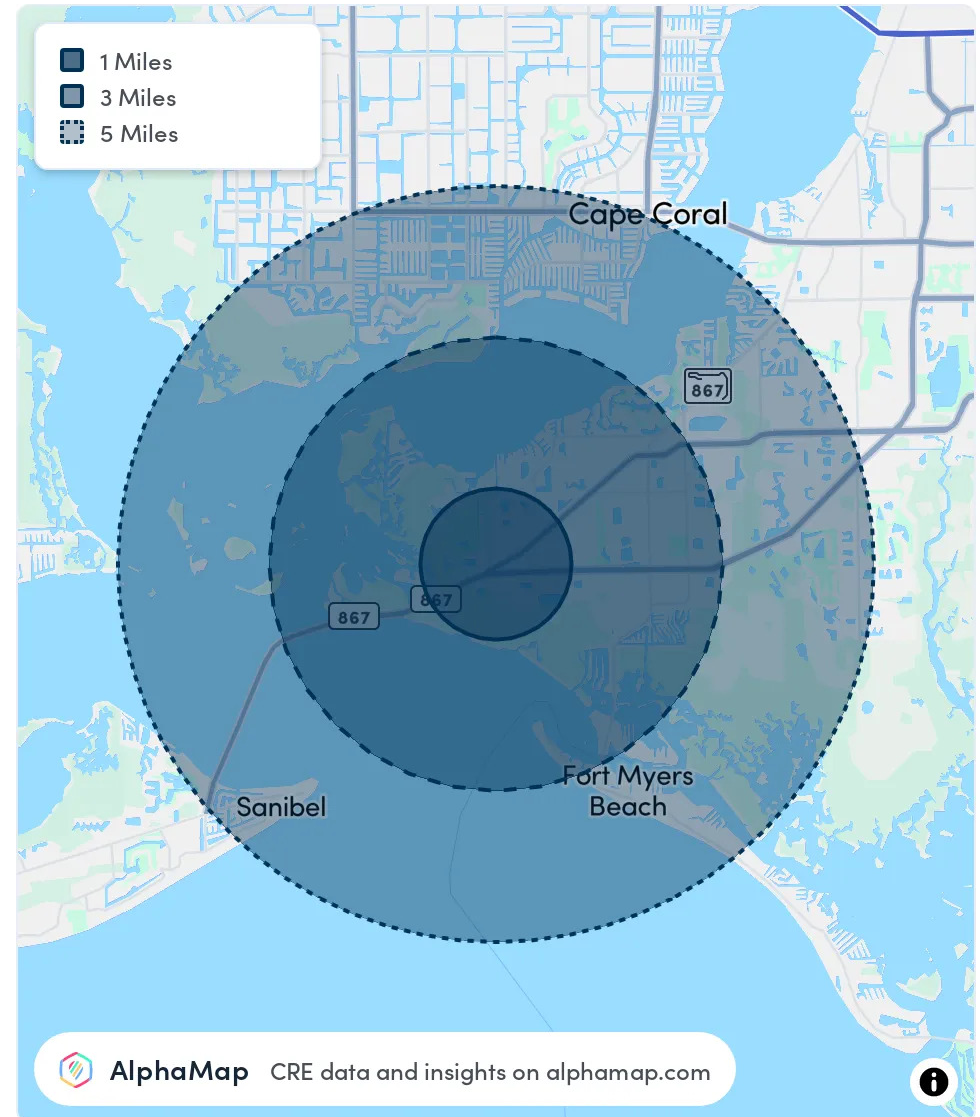 1 Miles
3 Miles
5 Miles
Cape Coral
867
867
867
Fort Myers
Beach
Sanibel
AlphaMap CRE data and insights on alphamap.com